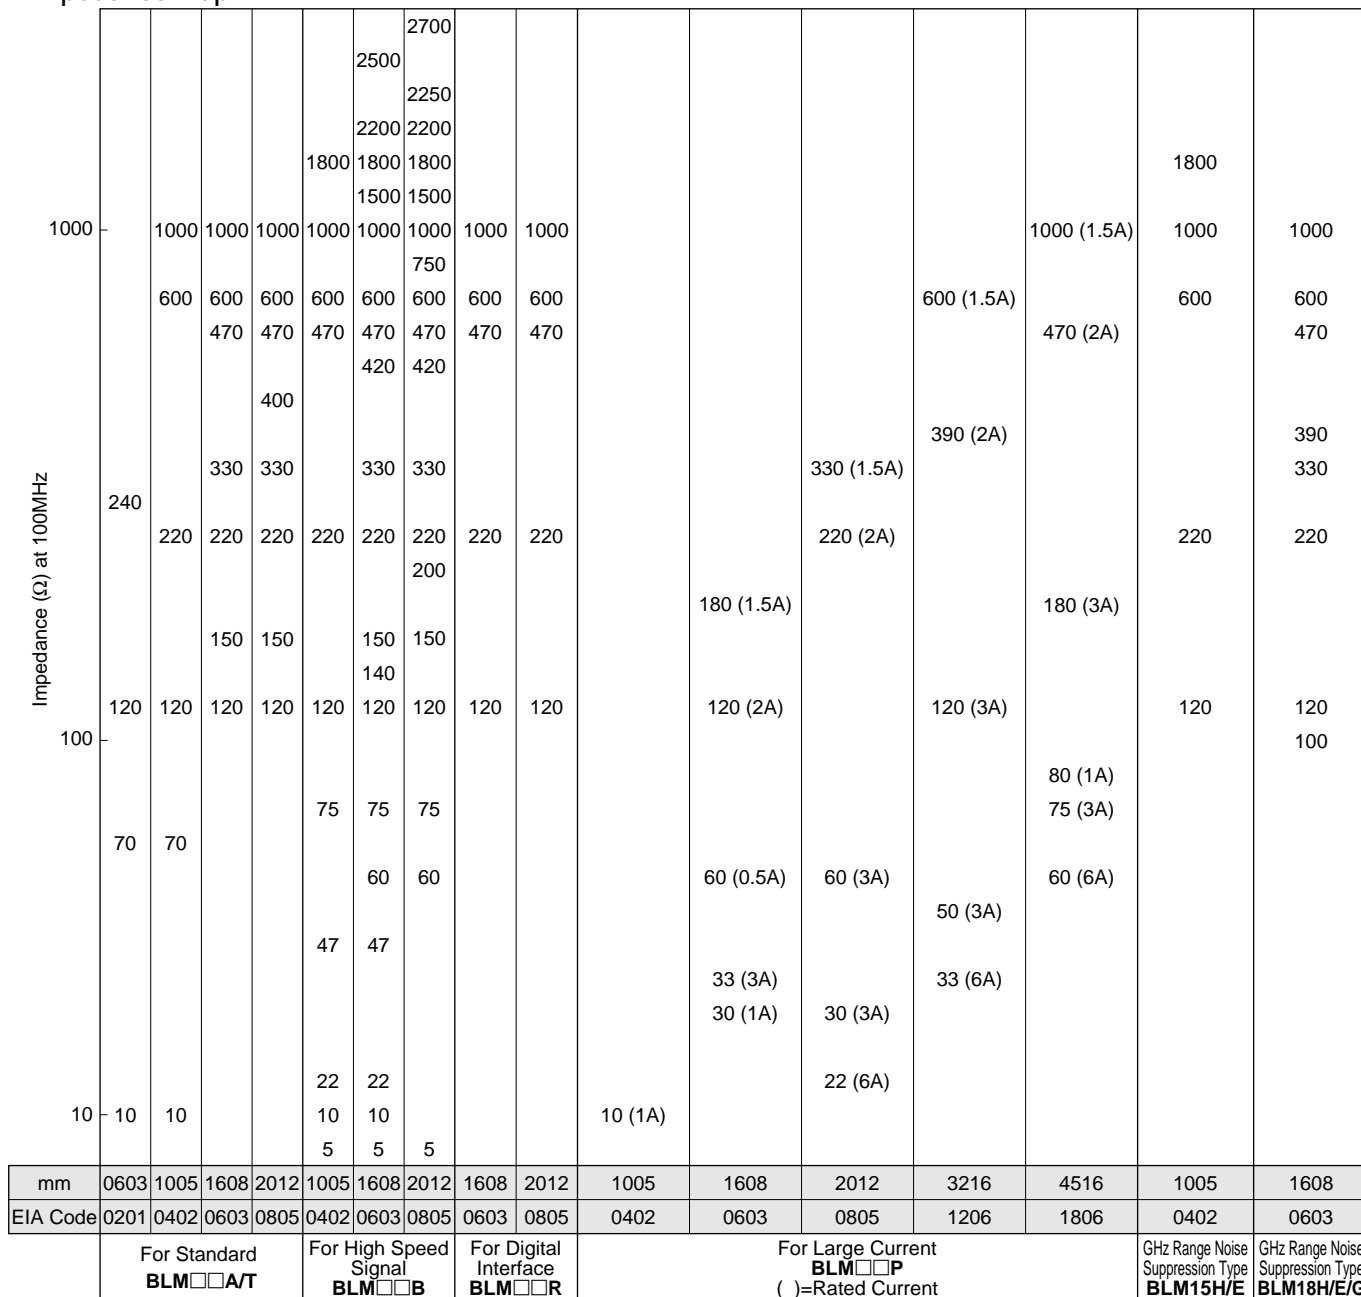 2700
2500
2250
2200 2200
1800 1800 1800 1800
1500 1500
1000 1000 1000 1000 1000 1000 1000 1000 1000 1000 (1.5A) 1000 1000
750
600 600 600 600 600 600 600 600 600 (1.5A) 600 600
470 470 470 470 470 470 470 470 (2A) 470
420 420
400
390 (2A) 390
330 330 330 330 330 (1.5A) 330
240
220 220 220 220 220 220 220 220 220 (2A) 220 220
200
180 (1.5A) 180 (3A)
150 150 150 150
140
120 120 120 120 120 120 120 120 120 120 (2A) 120 (3A) 120 120
100 100
80 (1A)
75 75 75 75 (3A)
70 70
60 60 60 (0.5A) 60 (3A) 60 (6A)
50 (3A)
47 47
33 (3A) 33 (6A)
30 (1A) 30 (3A)
22 22 22 (6A)
10 10 10 10 10 10 (1A)
5 5 5
Impedance (Ω) at 100MHz
mm 0603 1005 1608 2012 1005 1608 2012 1608 2012 1005 1608 2012 3216 4516 1005 1608
EIA Code 0201 0402 0603 0805 0402 0603 0805 0603 0805 0402 0603 0805 1206 1806 0402 0603
For Standard
BLM□□A/T
For High Speed
Signal
BLM□□B
For Digital
Interface
BLM□□R
For Large Current
BLM□□P
( )=Rated Current
GHz Range Noise
Suppression Type
BLM15H/E
GHz Range Noise
Suppression Type
BLM18H/E/G